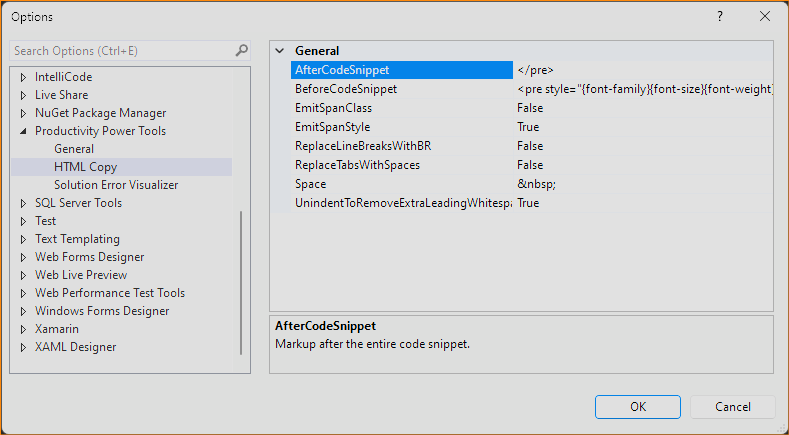 Options
?
Search Options (Ctrl+E)
IntelliCode
Live Share
NuGet Package Manager
Productivity Power Tools
General
HTML Copy
Solution Error Visualizer
SQL Server Tools
Test
Text Templating
Web Forms Designer
Web Live Preview
Web Performance Test Tools
Windows Forms Designer
Xamarin
XAML Designer
General
AfterCodeSnippet </pre>
BeforeCodeSnippet <pre style="{font-family}{font-size}{font-weight}
EmitSpanClass False
EmitSpanStyle True
ReplaceLineBreaksWithBR False
ReplaceTabsWithSpaces False
Space &nbsp;
UnindentToRemoveExtraLeadingWhitespa True
AfterCodeSnippet
Markup after the entire code snippet.
OK Cancel